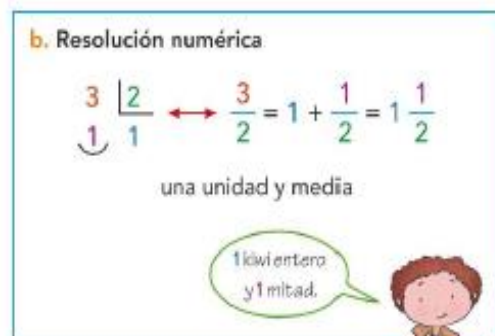 b. Resolución numérica
3 |2 ↔ 3/2 = 1 + 1/2 = 1 1/2
1 1
una unidad y media
1 kiwi entero
y 1 mitad.